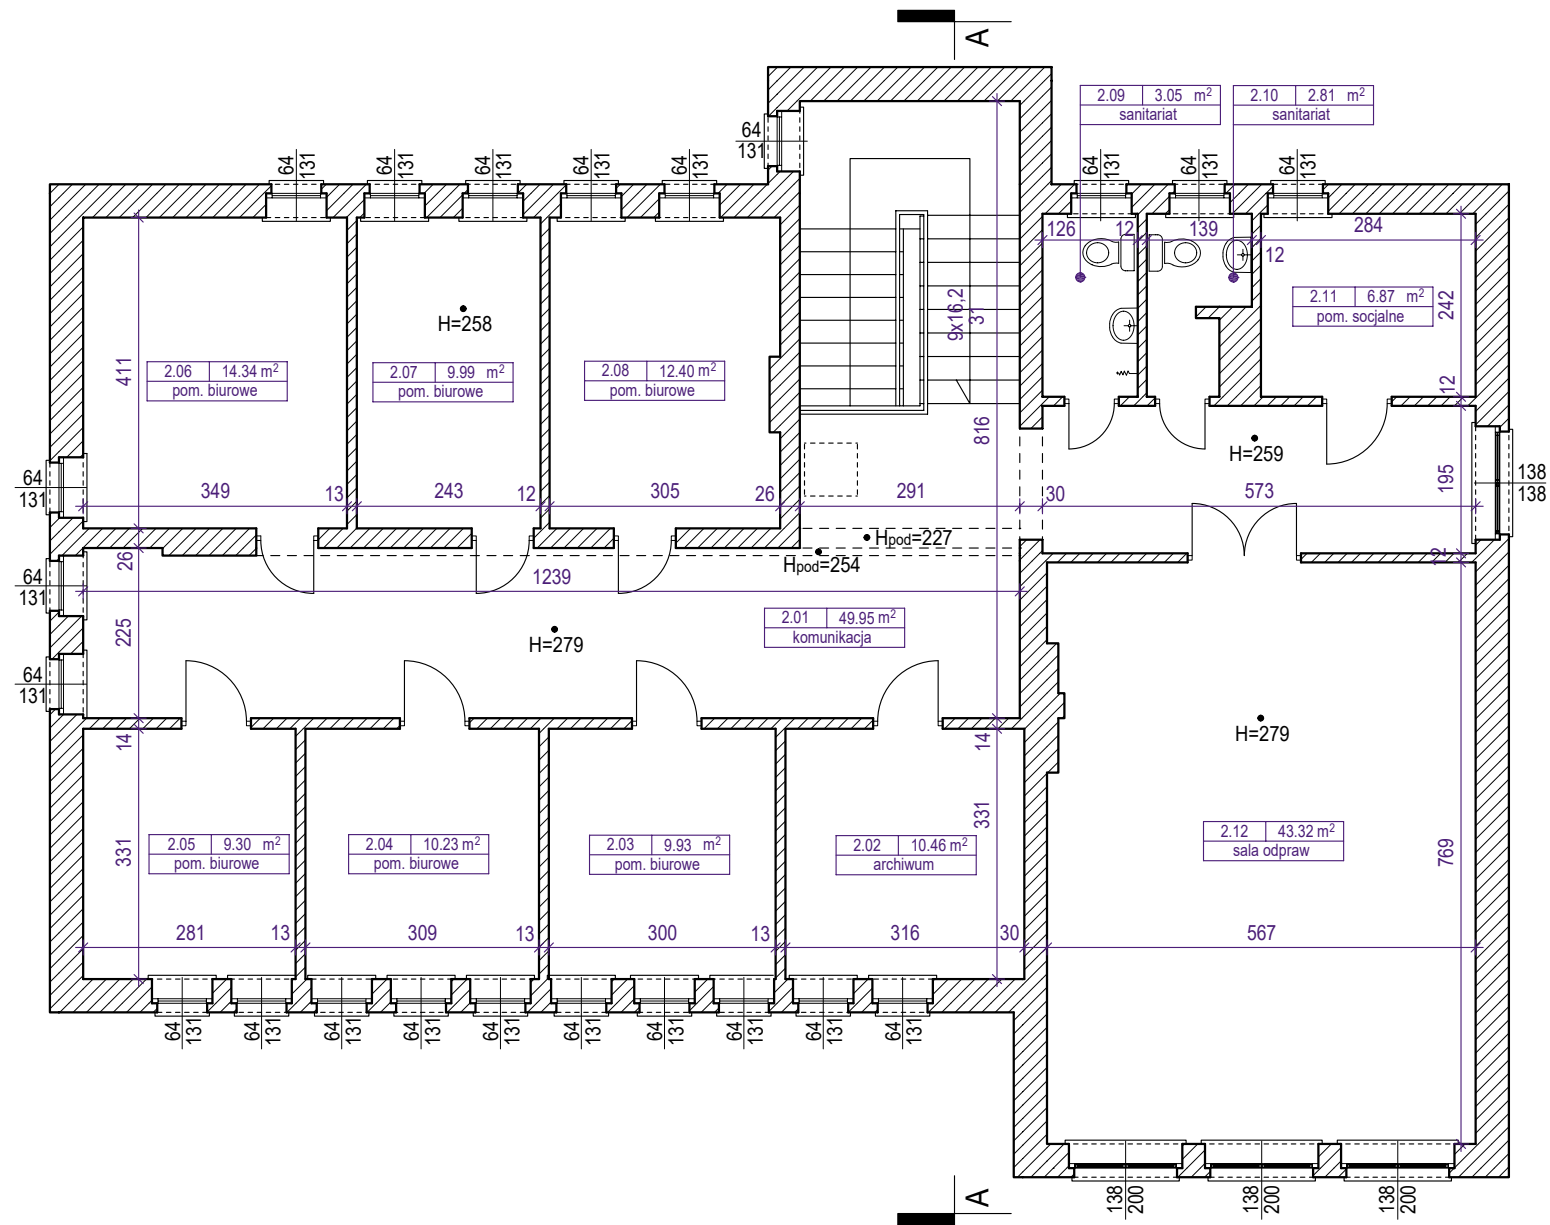 A
2.09 3.05 m²
sanitariat
2.10 2.81 m²
sanitariat
64
131
64
131
64
131
64
131
64
131
64
131
64
131
64
131
64
131
126
12
139
12
284
H=258
9x16,2
31
2.11 6.87 m²
pom. socjalne
242
12
411
2.06 14.34 m²
pom. biurowe
2.07 9.99 m²
pom. biurowe
2.08 12.40 m²
pom. biurowe
816
H=259
64
131
349
13
243
12
305
26
291
30
573
195
138
138
Hpod=227
Hpod=254
12
26
64
131
1239
225
2.01 49.95 m²
komunikacja
H=279
64
131
14
14
H=279
331
2.05 9.30 m²
pom. biurowe
2.04 10.23 m²
pom. biurowe
2.03 9.93 m²
pom. biurowe
2.02 10.46 m²
archiwum
331
2.12 43.32 m²
sala odpraw
769
281
13
309
13
300
13
316
30
567
64
131
64
131
64
131
64
131
64
131
64
131
64
131
64
131
64
131
64
131
A
138
200
138
200
138
200